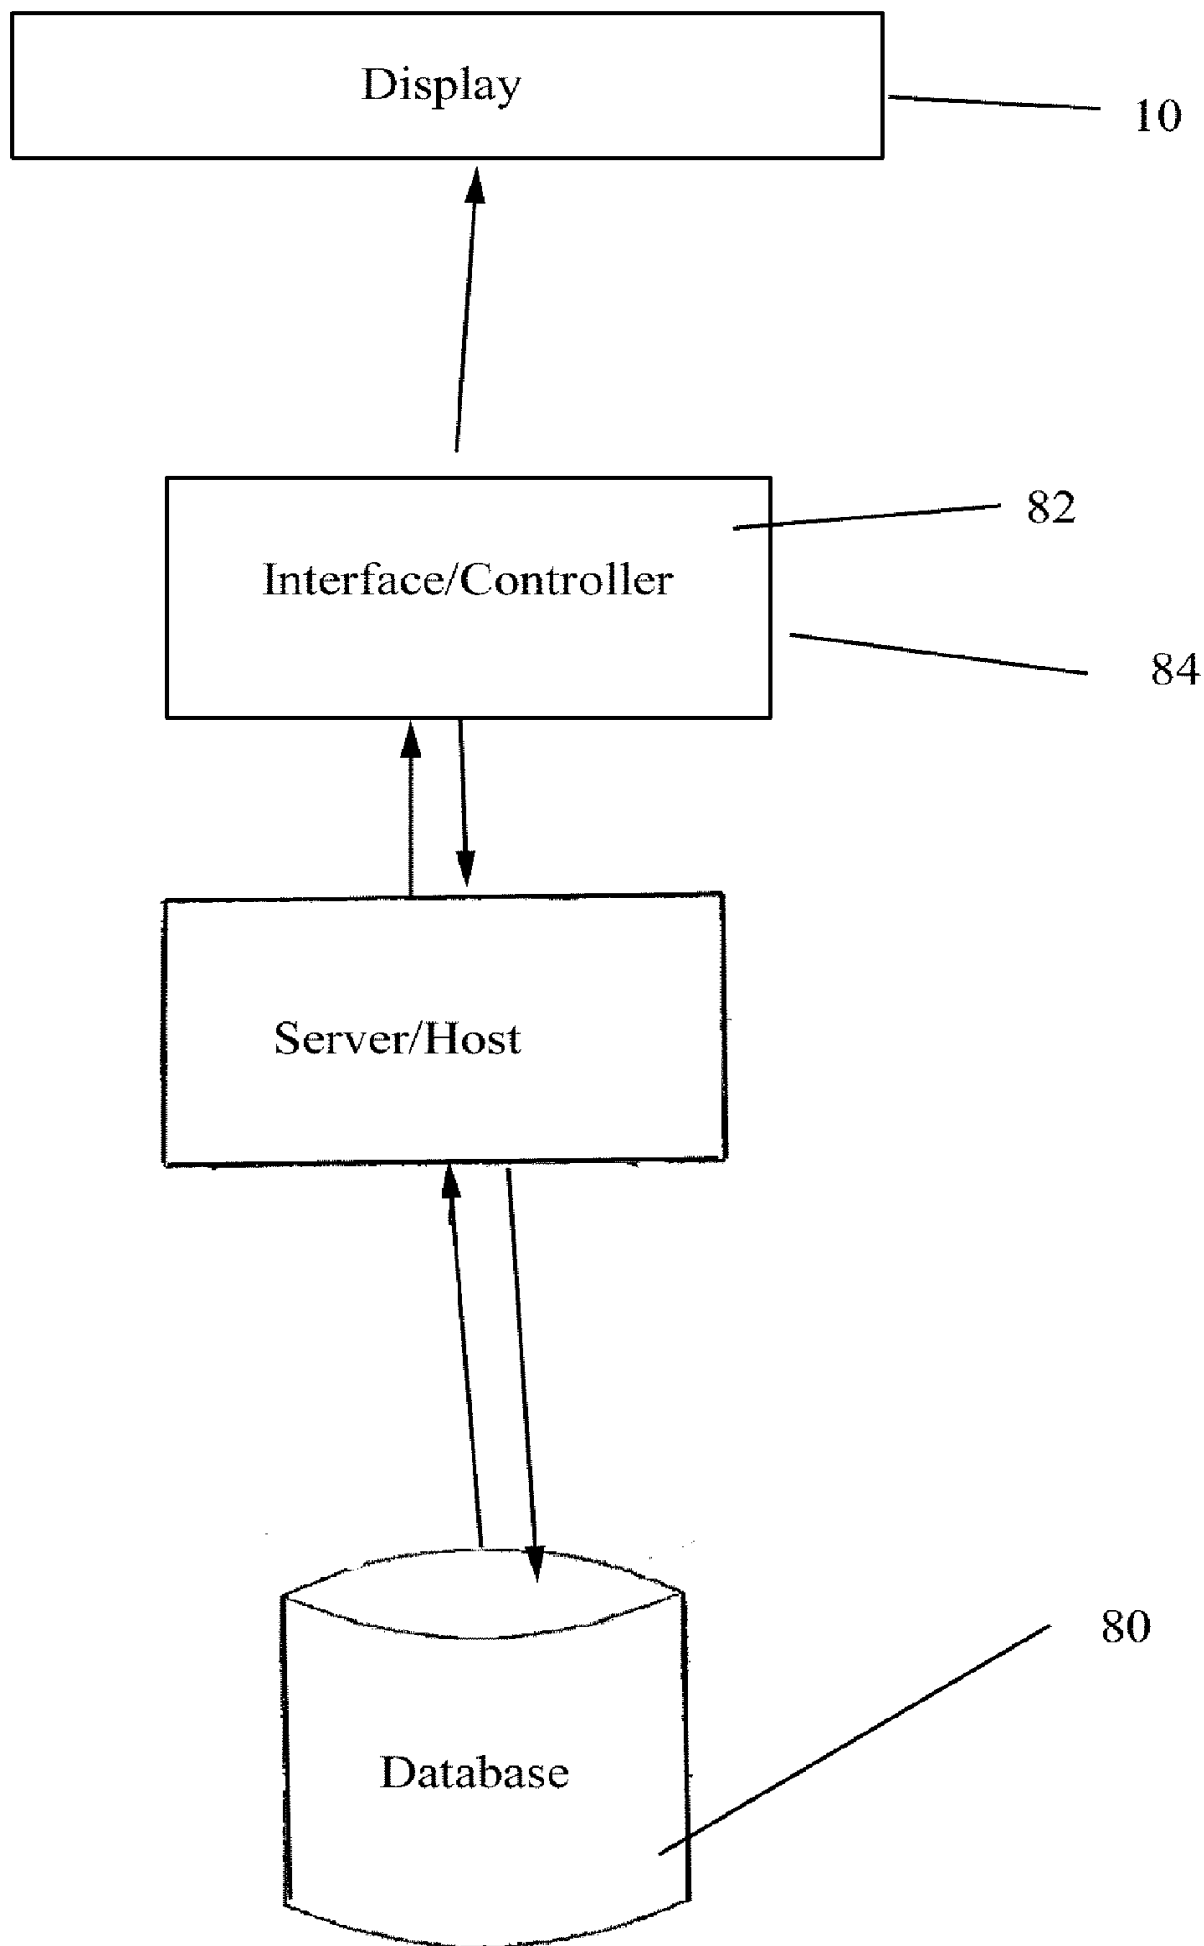 Display
10
82
Interface/Controller
84
Server/Host
80
Database